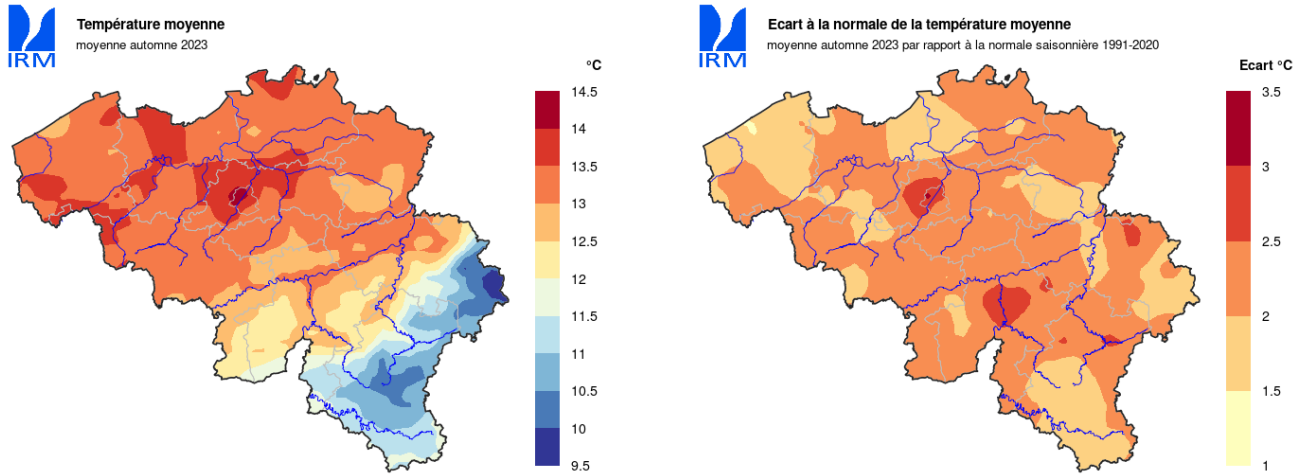 IRM
Température moyenne
moyenne automne 2023
°C
14.5
14
13.5
13
12.5
12
11.5
11
10.5
10
9.5
IRM
Ecart à la normale de la température moyenne
moyenne automne 2023 par rapport à la normale saisonnière 1991-2020
Ecart °C
3.5
3
2.5
2
1.5
1